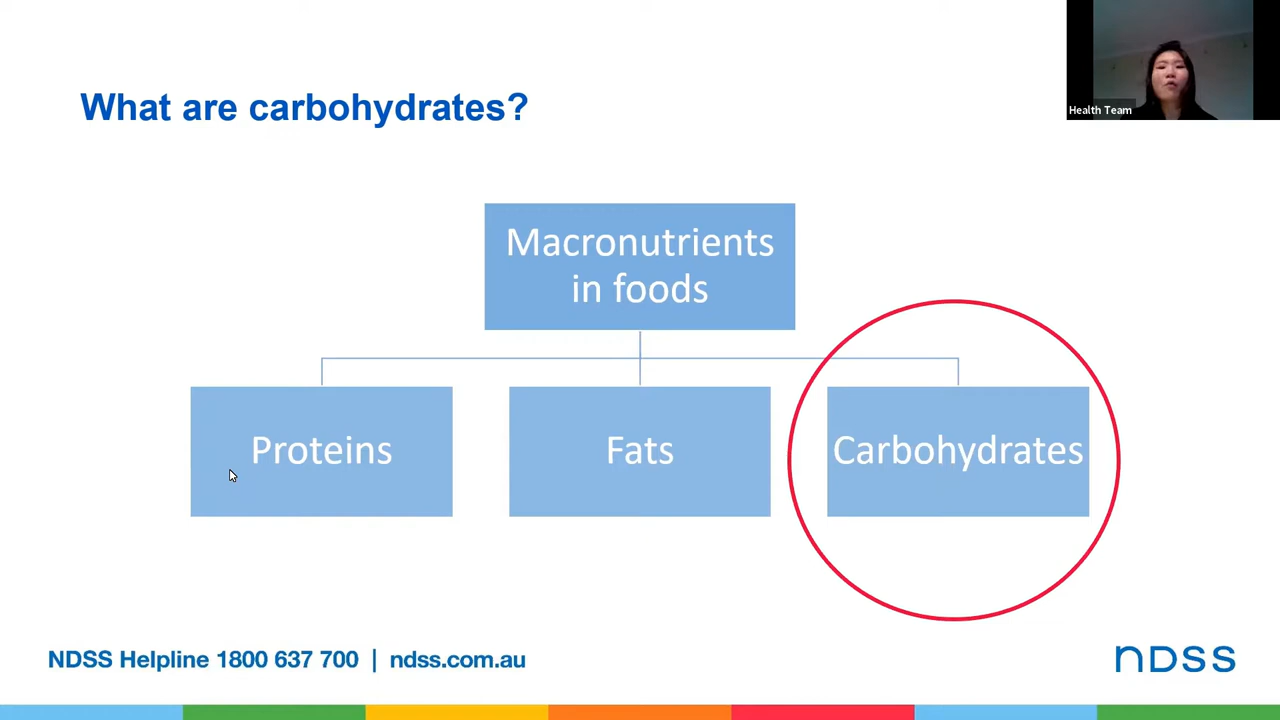 Health Team
What are carbohydrates?
Macronutrients
in foods
Proteins
Fats
Carbohydrates
NDSS Helpline 1800 637 700 | ndss.com.au
NDSS